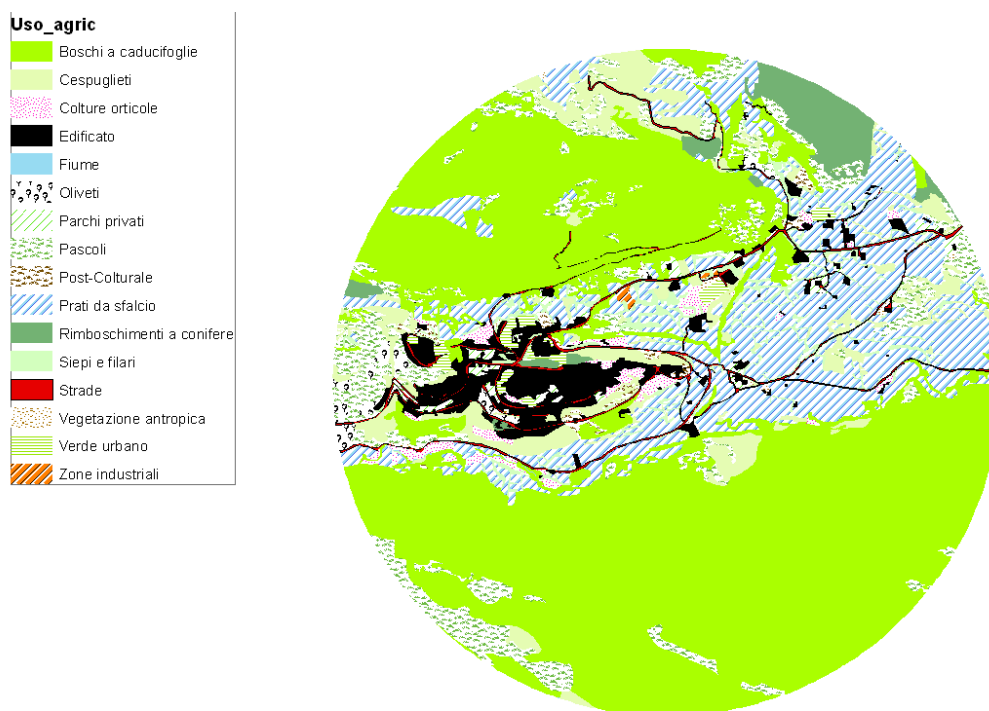 Uso_agric
Boschi a caducifoglie
Cespuglieti
Colture orticole
Edificato
Fiume
Oliveti
Parchi privati
Pascoli
Post-Colturale
Prati da sfalcio
Rimboschimenti a conifere
Siepi e filari
Strade
Vegetazione antropica
Verde urbano
Zone industriali